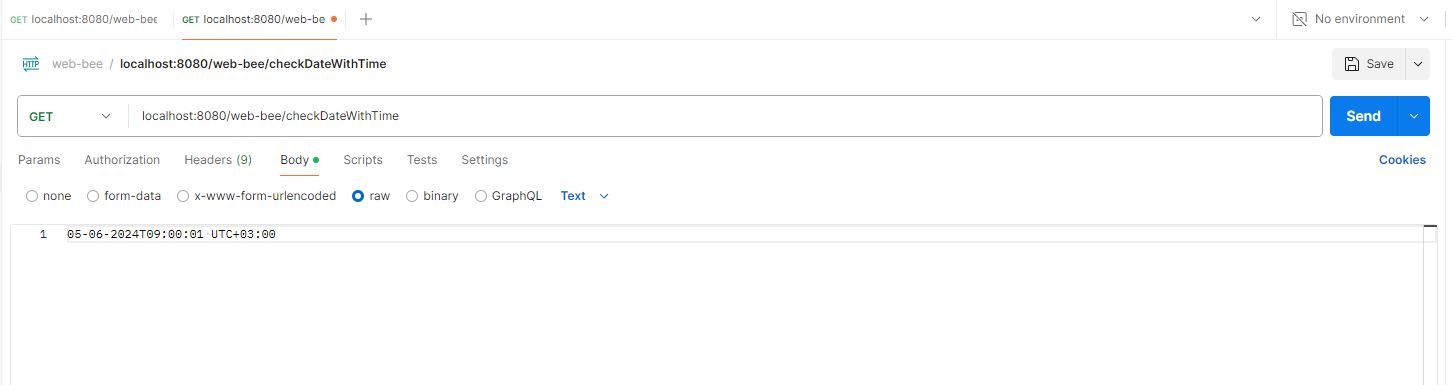 GET localhost:8080/web-bee GET localhost:8080/web-be No environment
HTTP web-bee / localhost:8080/web-bee/checkDateWithTime Save
GET localhost:8080/web-bee/checkDateWithTime Send
Params Authorization Headers (9) Body Scripts Tests Settings Cookies
none form-data x-www-form-urlencoded raw binary GraphQL Text
1 05-06-2024T09:00:01 UTC+03:00